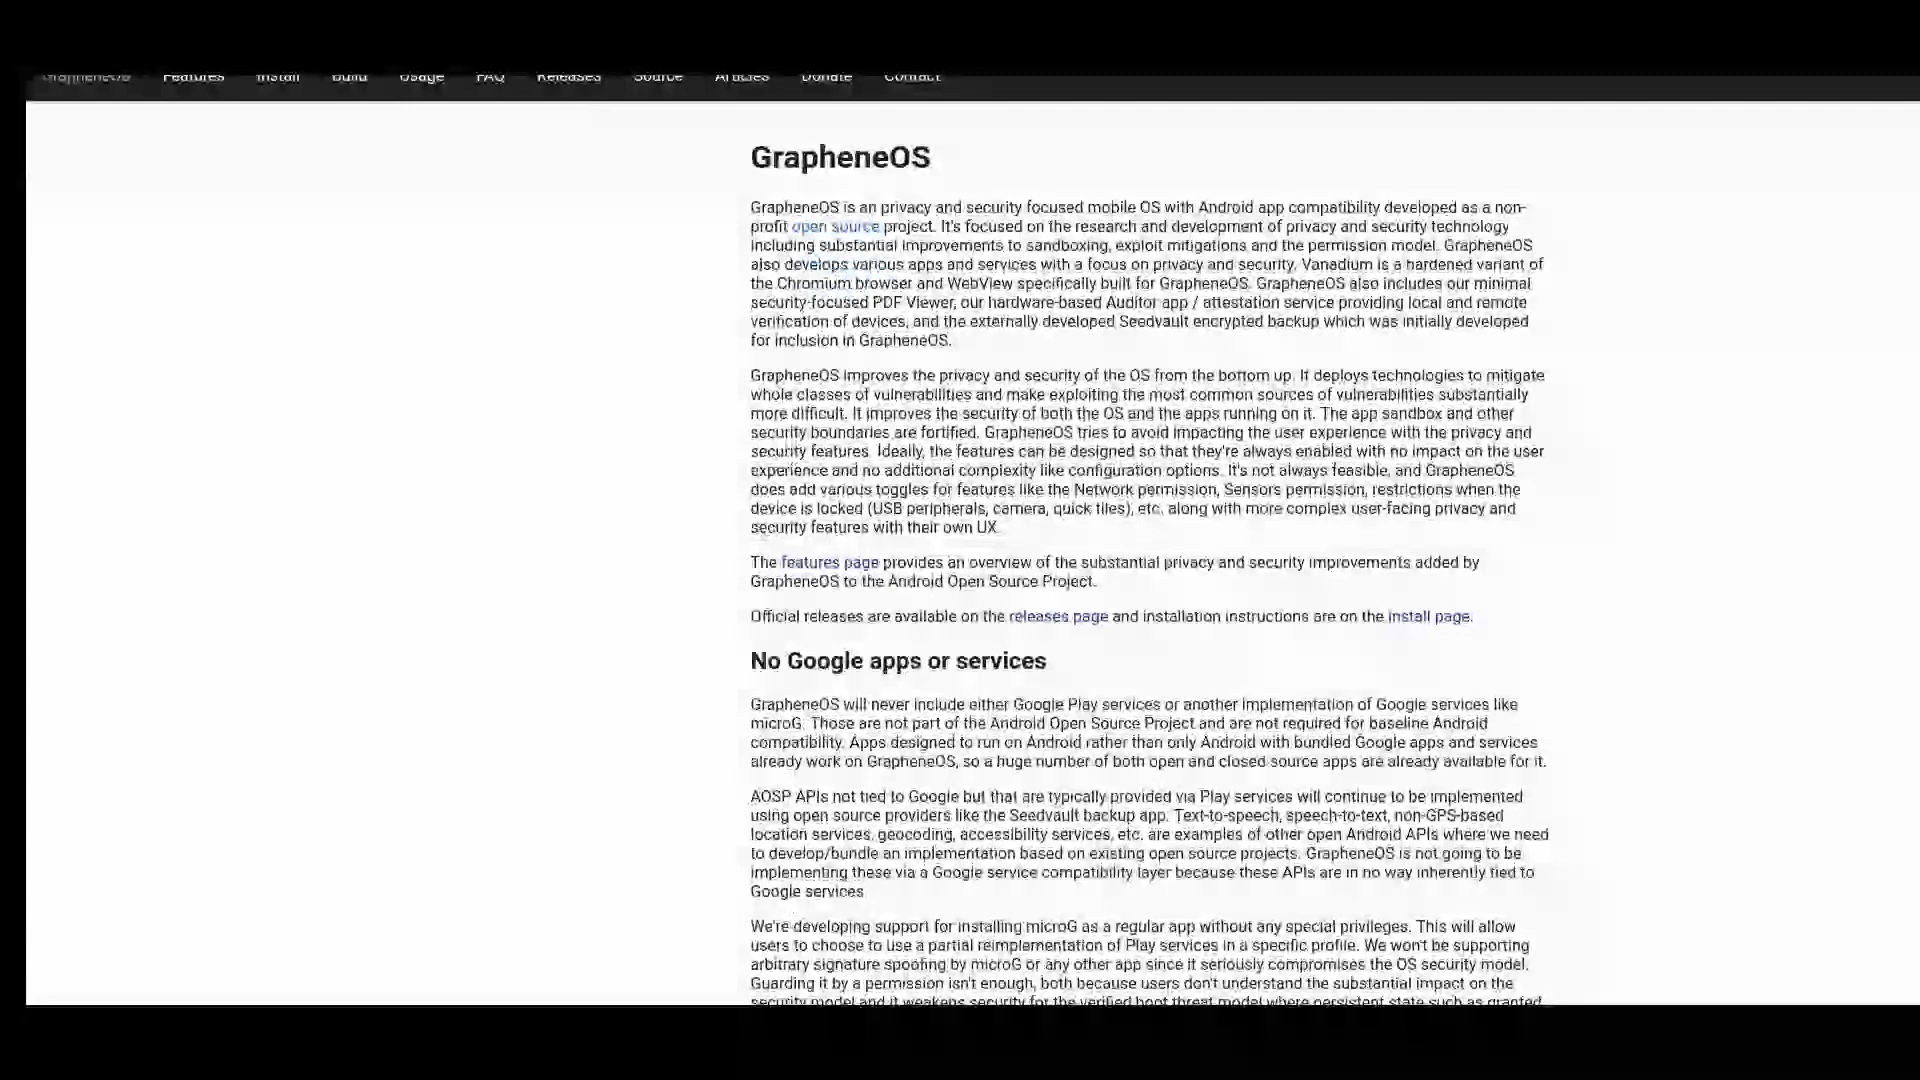 GrapheneOS Features Install Build Usage FAQ Releases Source Articles Donate Contact
GrapheneOS
GrapheneOS is an privacy and security focused mobile OS with Android app compatibility developed as a non-
profit open source project. It's focused on the research and development of privacy and security technology
including substantial improvements to sandboxing, exploit mitigations and the permission model. GrapheneOS
also develops various apps and services with a focus on privacy and security. Vanadium is a hardened variant of
the Chromium browser and WebView specifically built for GrapheneOS. GrapheneOS also includes our minimal
security-focused PDF Viewer, our hardware-based Auditor app / attestation service providing local and remote
verification of devices, and the externally developed Seedvault encrypted backup which was initially developed
for inclusion in GrapheneOS.
GrapheneOS improves the privacy and security of the OS from the bottom up. It deploys technologies to mitigate
whole classes of vulnerabilities and make exploiting the most common sources of vulnerabilities substantially
more difficult. It improves the security of both the OS and the apps running on it. The app sandbox and other
security boundaries are fortified. GrapheneOS tries to avoid impacting the user experience with the privacy and
security features. Ideally, the features can be designed so that they're always enabled with no impact on the user
experience and no additional complexity like configuration options. It's not always feasible, and GrapheneOS
does add various toggles for features like the Network permission, Sensors permission, restrictions when the
device is locked (USB peripherals, camera, quick tiles), etc. along with more complex user-facing privacy and
security features with their own UX.
The features page provides an overview of the substantial privacy and security improvements added by
GrapheneOS to the Android Open Source Project.
Official releases are available on the releases page and installation instructions are on the install page.
No Google apps or services
GrapheneOS will never include either Google Play services or another implementation of Google services like
microG. Those are not part of the Android Open Source Project and are not required for baseline Android
compatibility. Apps designed to run on Android rather than only Android with bundled Google apps and services
already work on GrapheneOS, so a huge number of both open and closed source apps are already available for it.
AOSP APIs not tied to Google but that are typically provided via Play services will continue to be implemented
using open source providers like the Seedvault backup app. Text-to-speech, speech-to-text, non-GPS-based
location services, geocoding, accessibility services, etc. are examples of other open Android APIs where we need
to develop/bundle an implementation based on existing open source projects. GrapheneOS is not going to be
implementing these via a Google service compatibility layer because these APIs are in no way inherently tied to
Google services.
We're developing support for installing microG as a regular app without any special privileges. This will allow
users to choose to use a partial reimplementation of Play services in a specific profile. We won't be supporting
arbitrary signature spoofing by microG or any other app since it seriously compromises the OS security model.
Guarding it by a permission isn't enough, both because users don't understand the substantial impact on the
security model and it weakens security for the verified boot threat model where persistent state such as granted